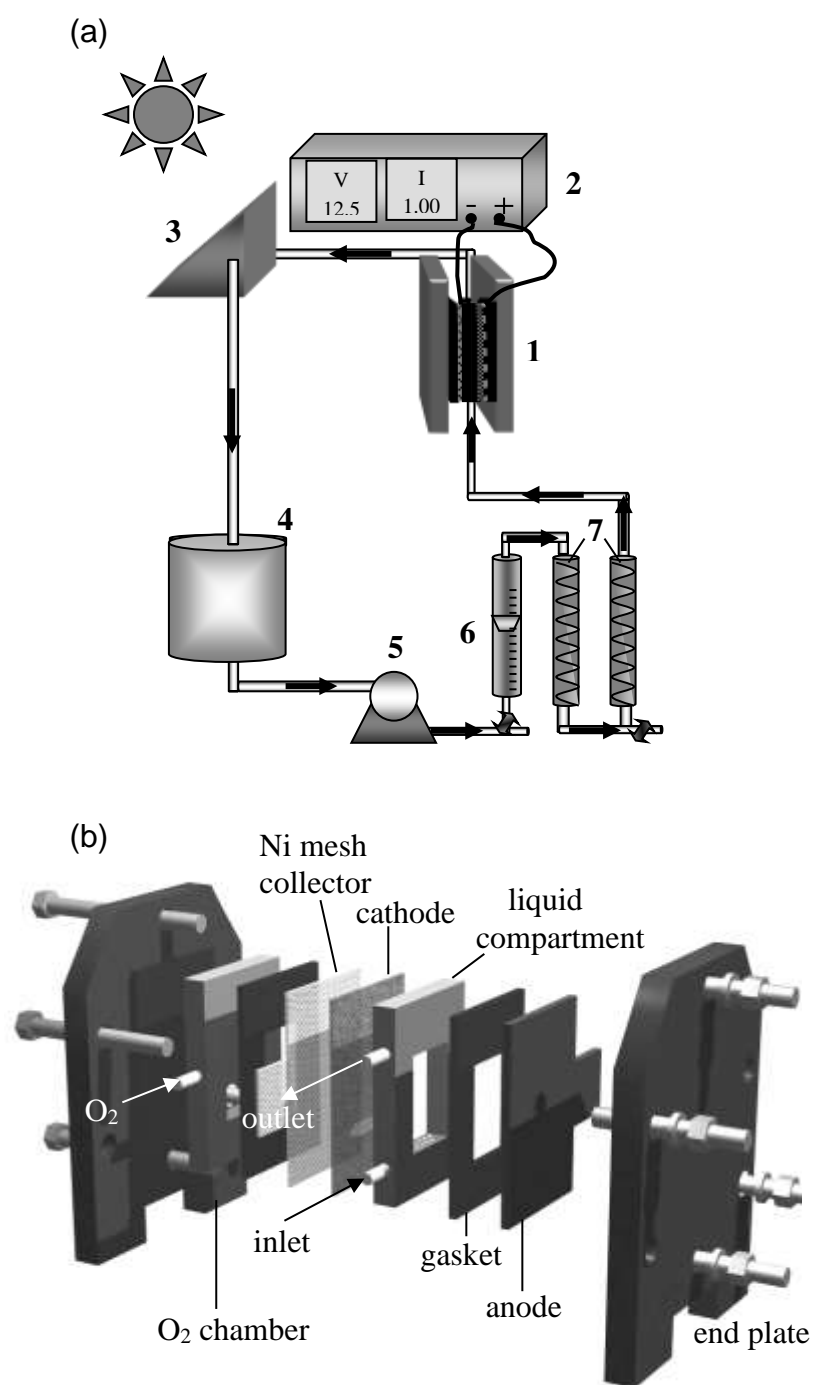 (a)
V
12.5
I
1.00
- +
2
3
1
4
7
6
5
(b)
Ni mesh
collector
cathode
liquid
compartment
O₂
outlet
inlet
gasket
anode
O₂ chamber
end plate